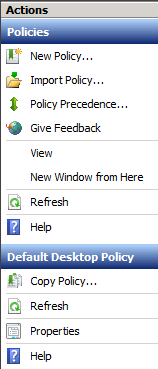 Actions
Policies
New Policy...
Import Policy...
Policy Precedence...
Give Feedback
View
New Window from Here
Refresh
Help
Default Desktop Policy
Copy Policy...
Refresh
Properties
Help